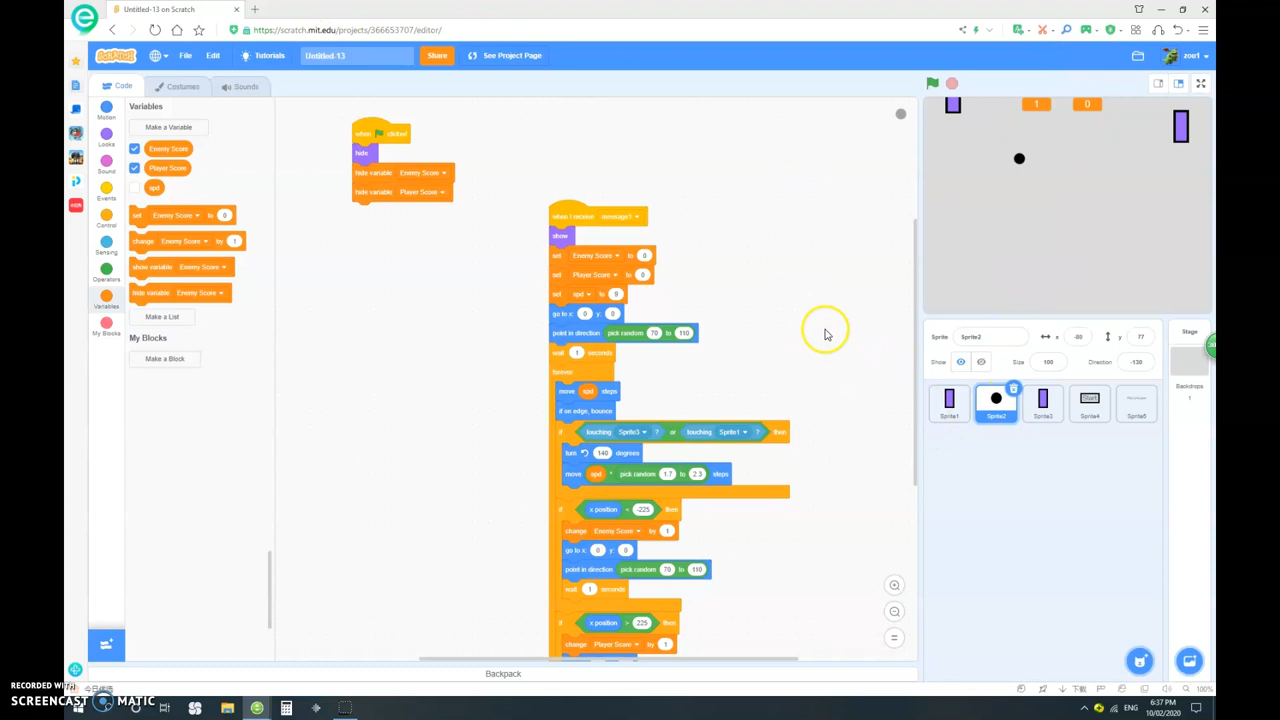 Untitled-13 on Scratch
https://scratch.mit.edu/projects/366653707/editor/
SCRATCH File Edit Tutorials Untitled-13 Share See Project Page zour1
Code Costumes Sounds
Motion
Looks
Sound
Events
Control
Sensing
Operators
Variables
My Blocks
Variables
Make a Variable
Enemy Score
Player Score
spd
set Enemy Score to 0
change Enemy Score by 1
show variable Enemy Score
hide variable Enemy Score
Make a List
My Blocks
Make a Block
when clicked
hide
hide variable Enemy Score
hide variable Player Score
when I receive message1
show
set Enemy Score to 0
set Player Score to 0
set spd to 9
go to x: 0 y: 0
point in direction pick random 70 to 110
wait 1 seconds
forever
move spd steps
if on edge, bounce
if touching Sprite3 ? or touching Sprite1 ? then
turn 140 degrees
move spd * pick random 1.7 to 2.3 steps
if x position < -225 then
change Enemy Score by 1
go to x: 0 y: 0
point in direction pick random 70 to 110
wait 1 seconds
if x position > 225 then
change Player Score by 1
Backpack
1 0
Sprite Sprite2 x -80 y 77
Show Size 100 Direction -130
Stage
Backdrops
1
Start
Sprite1 Sprite2 Sprite3 Sprite4 Sprite5
下载 100%
RECORDED WITH
SCREENCAST MATIC
ENG 6:37 PM
10/02/2020